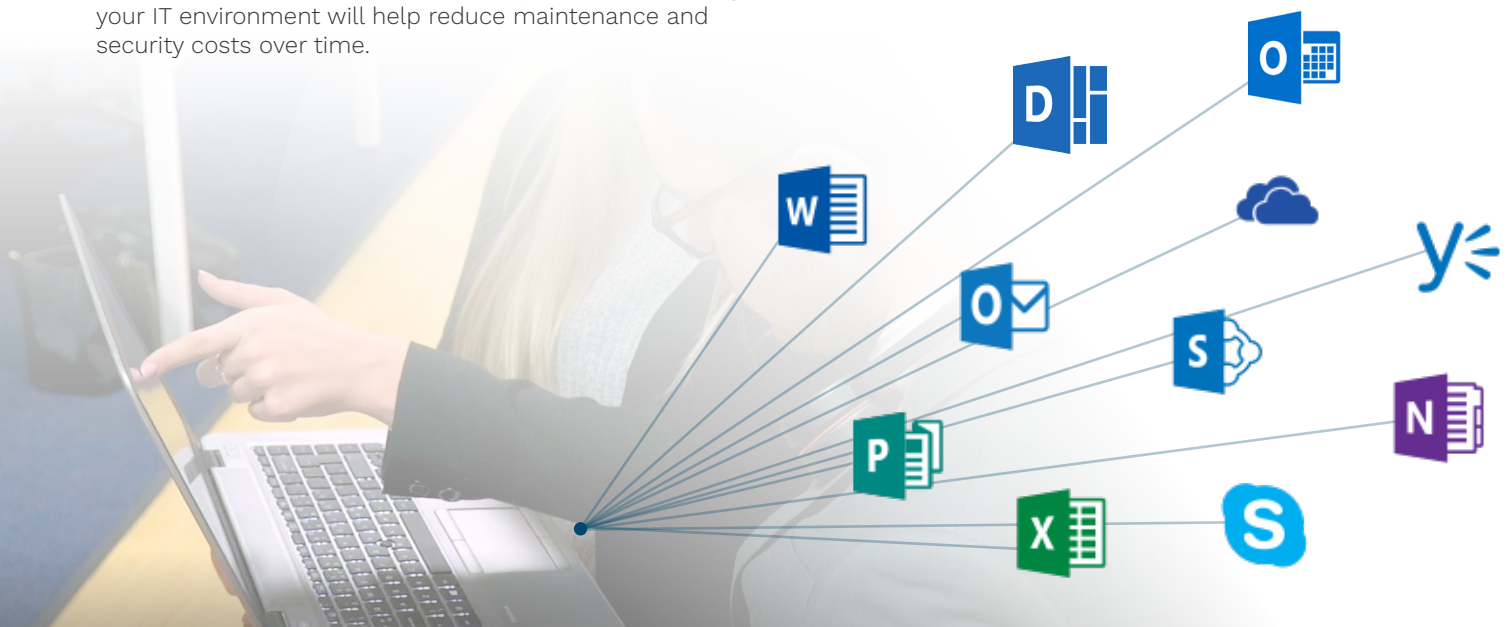 your IT environment will help reduce maintenance and
security costs over time.
O
D
W
y
O
S
N
P
S
X